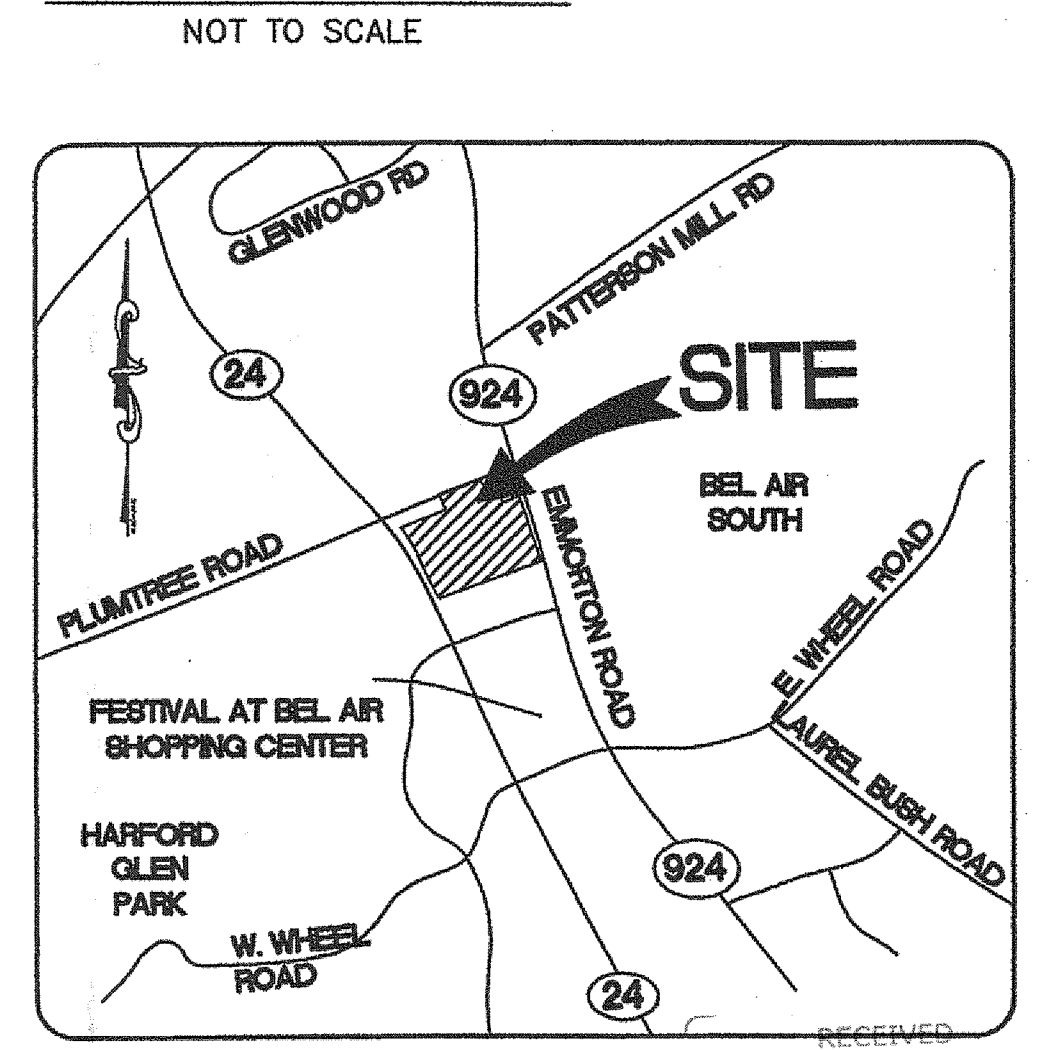 NOT TO SCALE
GLENWOOD RD
PATTERSON MILL RD
24
924
SITE
BEL AIR
SOUTH
EMMORTON ROAD
PLUMTREE ROAD
E WHEEL ROAD
FESTIVAL AT BEL AIR
SHOPPING CENTER
LAUREL BUSH ROAD
HARFORD
GLEN
PARK
924
W. WHEEL
ROAD
24
RECEIVED